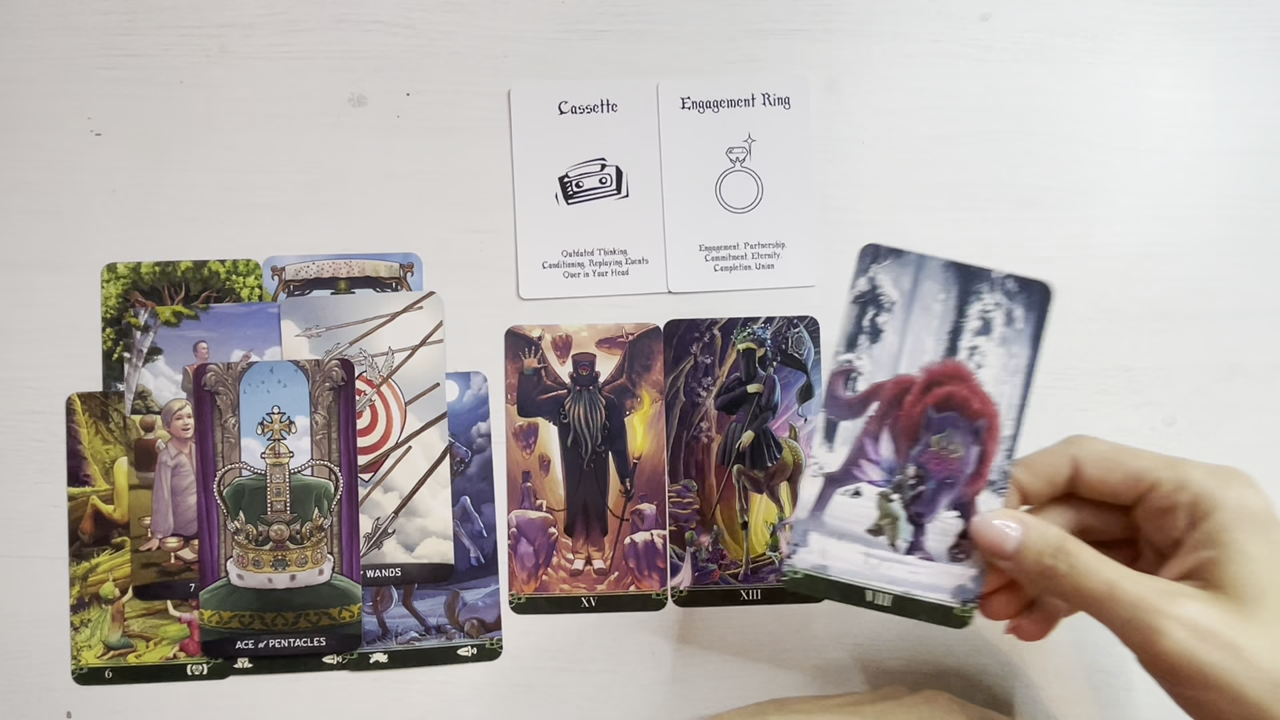 Cassette
Outdated Thinking,
Conditioning, Replaying Events
Over in Your Head
Engagement Ring
Engagement, Partnership,
Commitment, Eternity,
Completion, Union
XV
XIII
7
WANDS
ACE of PENTACLES
6